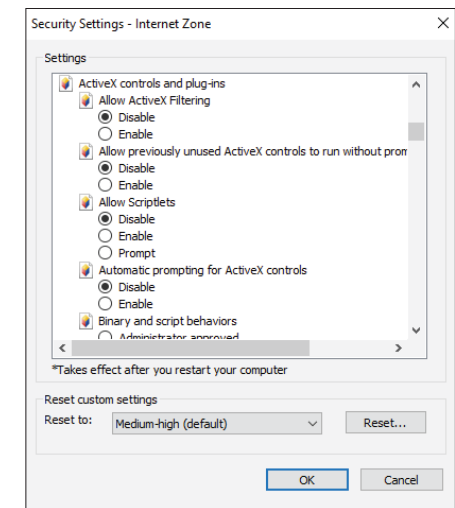 Security Settings - Internet Zone
Settings
ActiveX controls and plug-ins
Allow ActiveX Filtering
Disable
Enable
Allow previously unused ActiveX controls to run without prom
Disable
Enable
Allow Scriptlets
Disable
Enable
Prompt
Automatic prompting for ActiveX controls
Disable
Enable
Binary and script behaviors
Administrator approved
*Takes effect after you restart your computer
Reset custom settings
Reset to: Medium-high (default) Reset...
OK Cancel